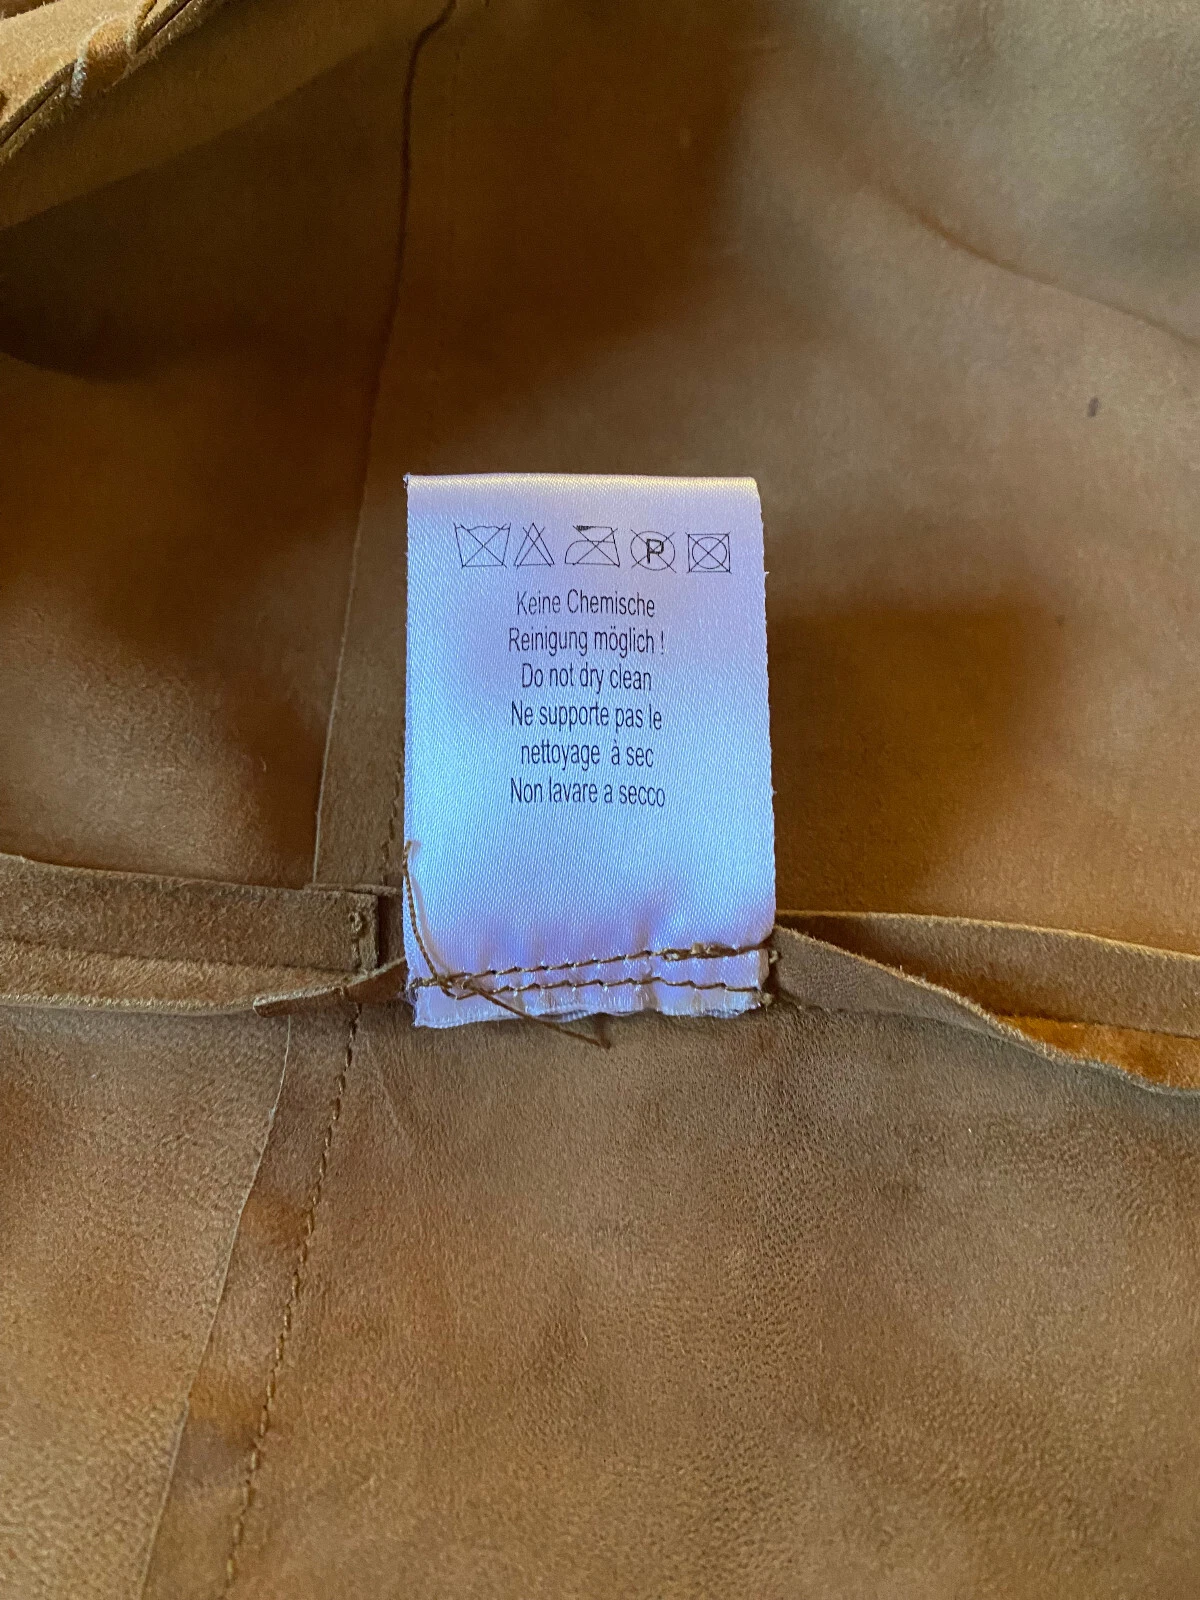 P
Keine Chemische
Reinigung möglich !
Do not dry clean
Ne supporte pas le
nettoyage à sec
Non lavare a secco